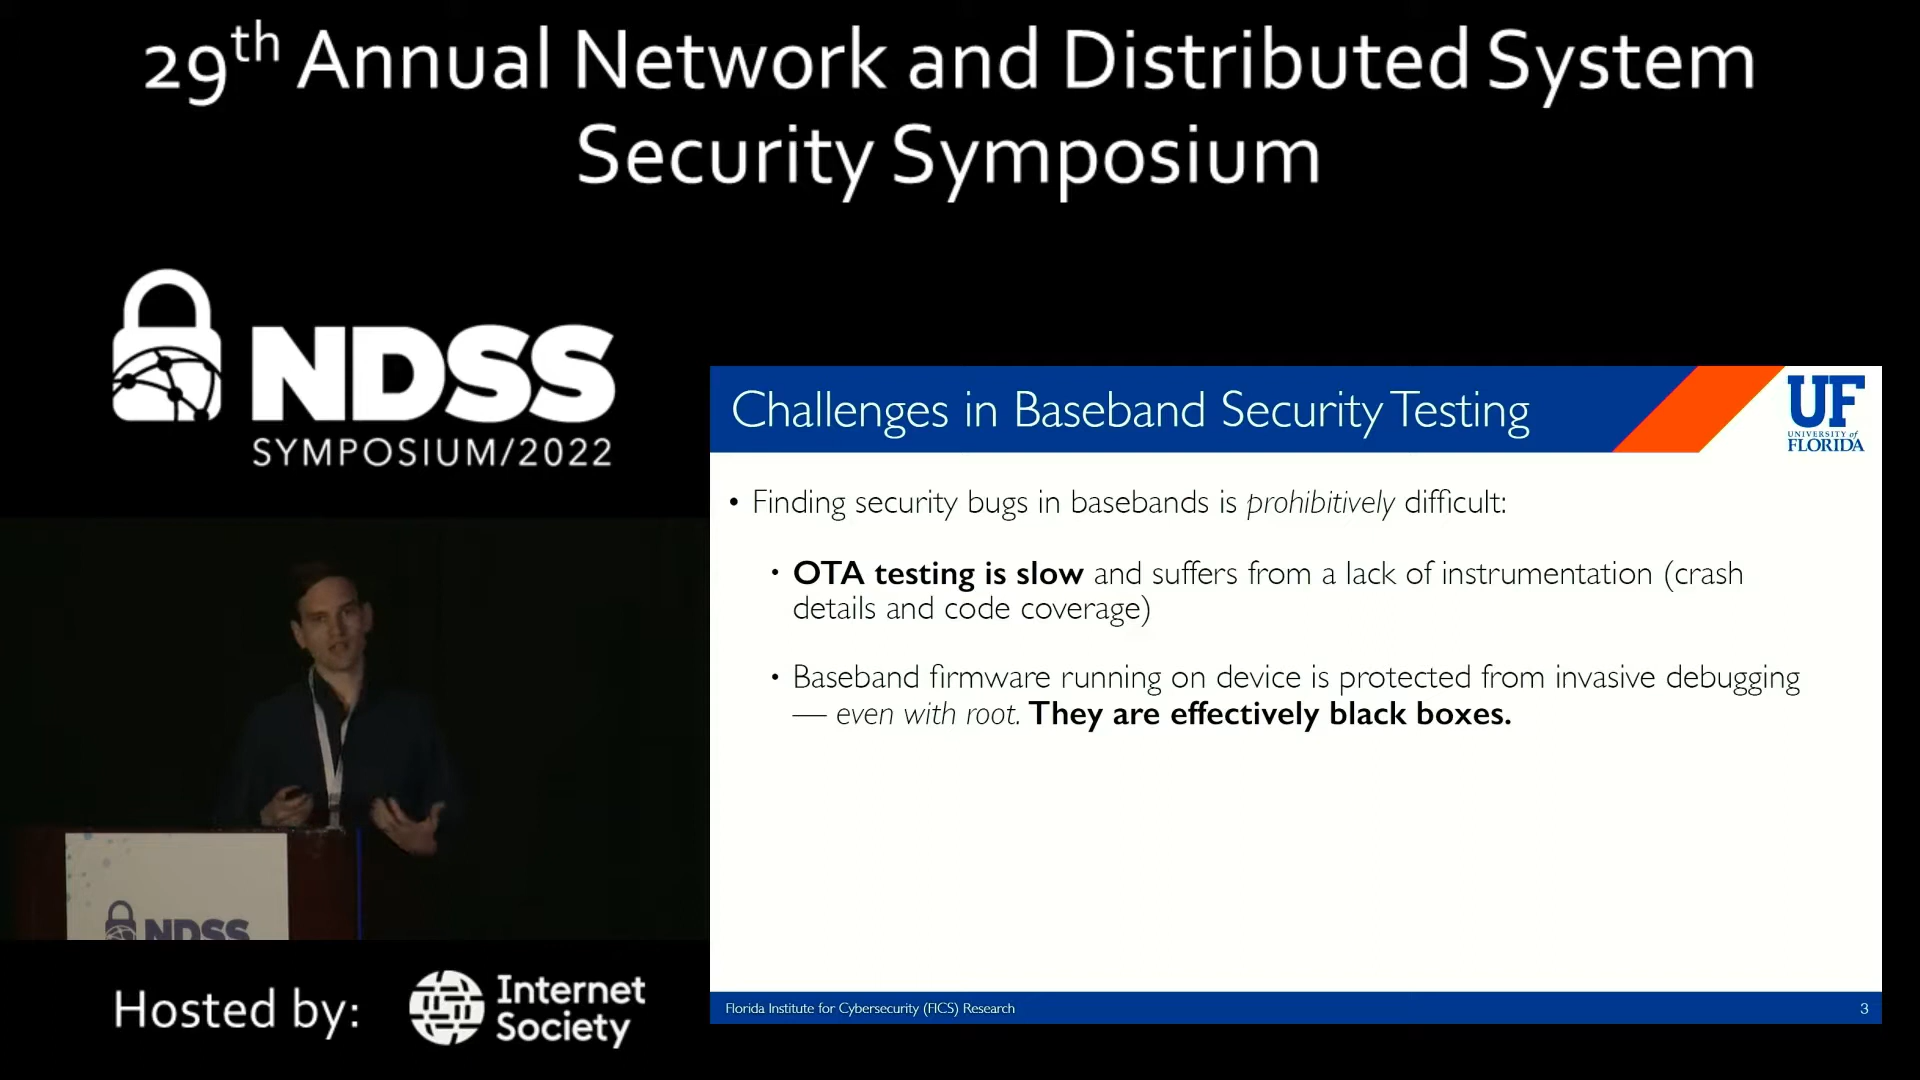 29th Annual Network and Distributed System
Security Symposium
NDSS
SYMPOSIUM/2022
Challenges in Baseband Security Testing
UF
UNIVERSITY of
FLORIDA
• Finding security bugs in basebands is prohibitively difficult:
• OTA testing is slow and suffers from a lack of instrumentation (crash
details and code coverage)
• Baseband firmware running on device is protected from invasive debugging
— even with root. They are effectively black boxes.
NDSS
Hosted by:
Internet
Society
Florida Institute for Cybersecurity (FICS) Research
3